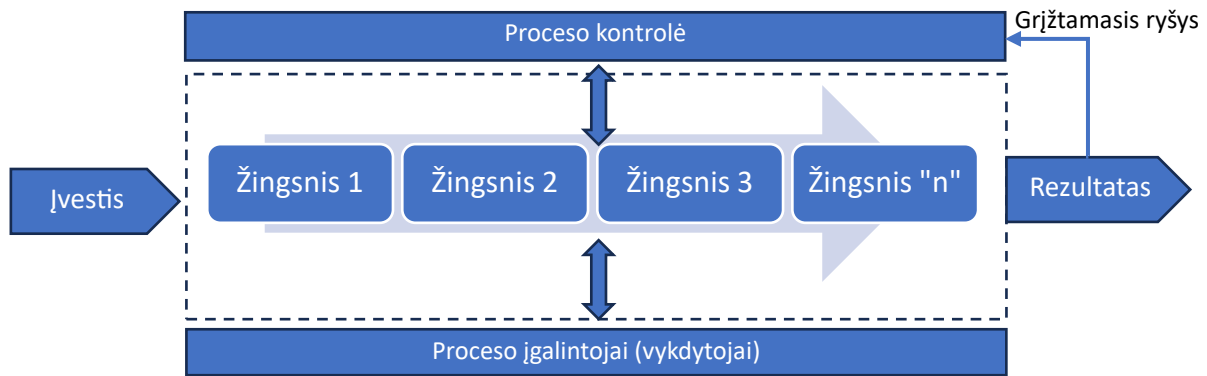 Grįžtamasis ryšys
Proceso kontrolė
Įvestis
Žingsnis 1
Žingsnis 2
Žingsnis 3
Žingsnis "n"
Rezultatas
Proceso įgalintojai (vykdytojai)